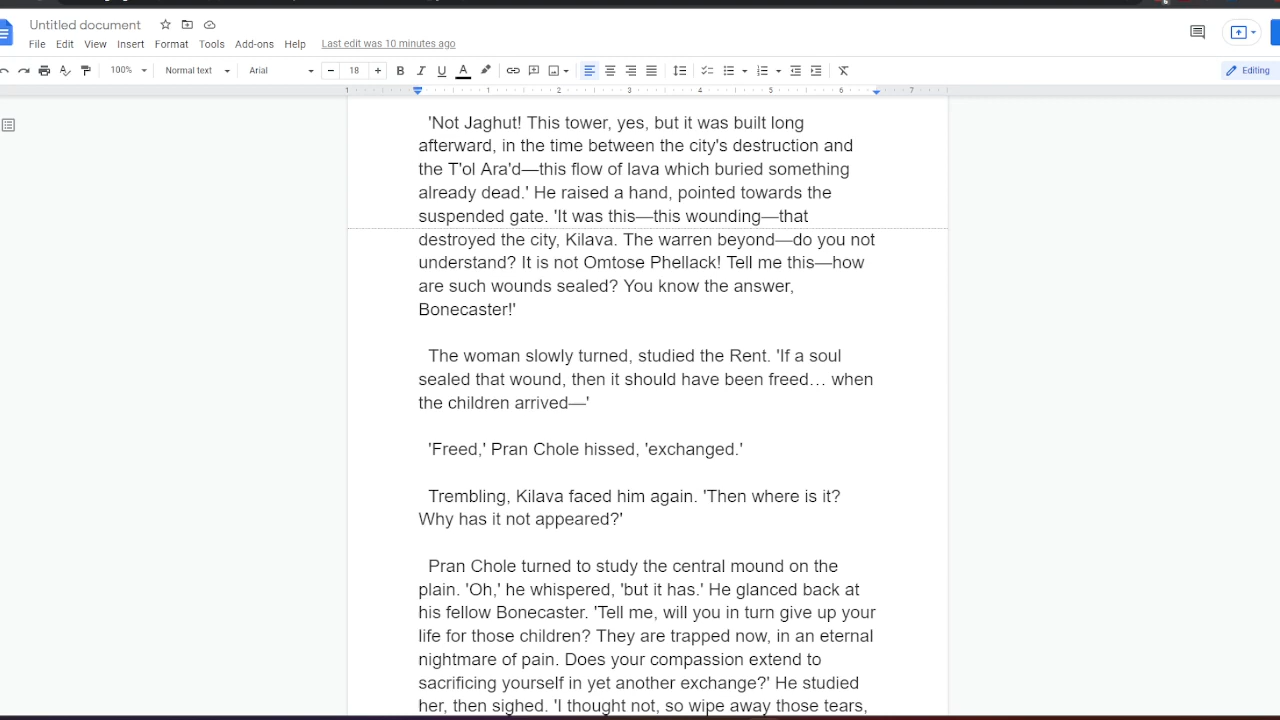 Untitled document
File Edit View Insert Format Tools Add-ons Help Last edit was 10 minutes ago
100% Normal text Arial 18 B I U A Editing
1 1 2 3 4 5 6 7
'Not Jaghut! This tower, yes, but it was built long
afterward, in the time between the city's destruction and
the T'ol Ara'd—this flow of lava which buried something
already dead.' He raised a hand, pointed towards the
suspended gate. 'It was this—this wounding—that
destroyed the city, Kilava. The warren beyond—do you not
understand? It is not Omtose Phellack! Tell me this—how
are such wounds sealed? You know the answer,
Bonecaster!'
The woman slowly turned, studied the Rent. 'If a soul
sealed that wound, then it should have been freed… when
the children arrived—'
'Freed,' Pran Chole hissed, 'exchanged.'
Trembling, Kilava faced him again. 'Then where is it?
Why has it not appeared?'
Pran Chole turned to study the central mound on the
plain. 'Oh,' he whispered, 'but it has.' He glanced back at
his fellow Bonecaster. 'Tell me, will you in turn give up your
life for those children? They are trapped now, in an eternal
nightmare of pain. Does your compassion extend to
sacrificing yourself in yet another exchange?' He studied
her, then sighed. 'I thought not, so wipe away those tears,